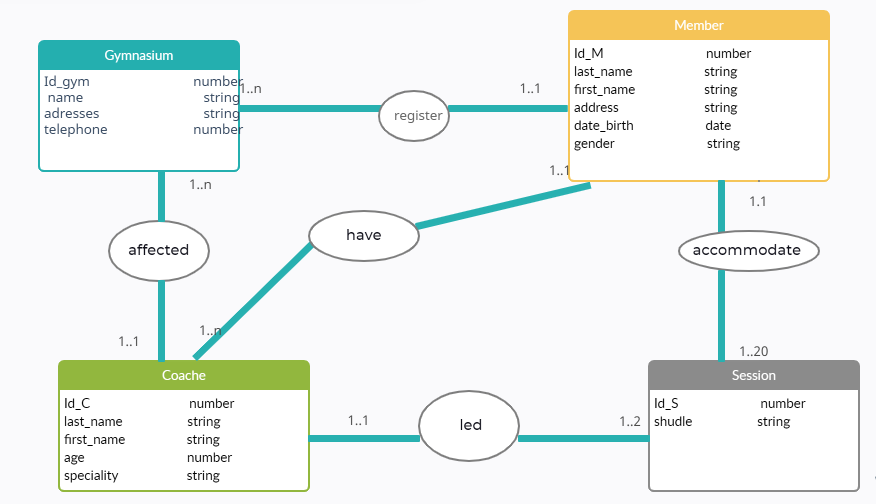 Gymnasium
Id_gym number
name string
adresses string
telephone number
1..n
register
1..1
Member
Id_M number
last_name string
first_name string
address string
date_birth date
gender string
1..n
affected
1..1
1..1
have
1..n
1.1
accommodate
1..20
Coache
Id_C number
last_name string
first_name string
age number
speciality string
1..1
led
1..2
Session
Id_S number
shudle string